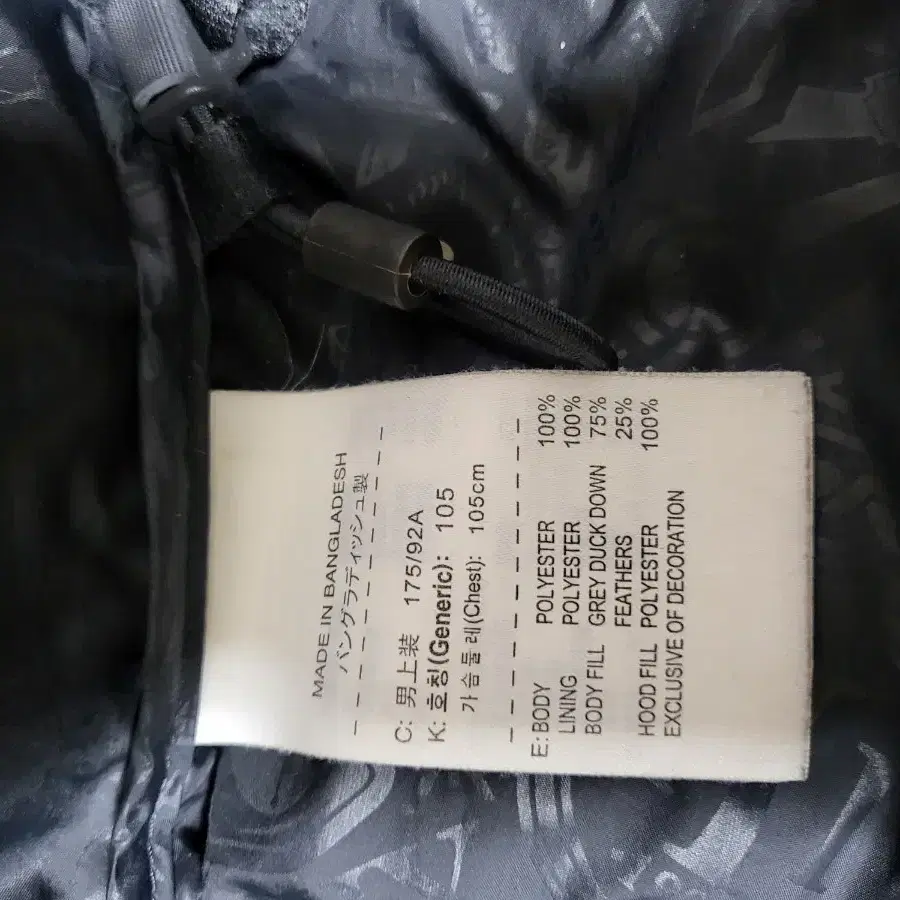 MADE IN BANGLADESH
バングラディッシュ製
C: 男上装 175/92A
K: 호칭(Generic): 105
가슴둘레(Chest): 105cm
E: BODY POLYESTER 100%
LINING POLYESTER 100%
BODY FILL GREY DUCK DOWN 75%
FEATHERS 25%
HOOD FILL POLYESTER 100%
EXCLUSIVE OF DECORATION